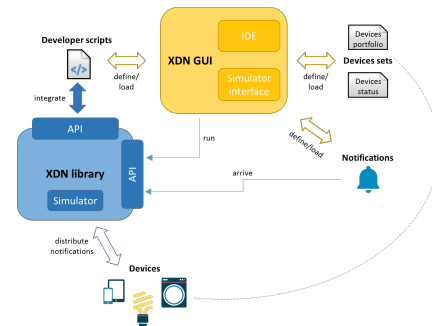 Developer scripts
</>
define/
load
XDN GUI
IDE
Simulator
interface
define/
load
Devices
portfolio
Devices sets
Devices
status
integrate
API
run
define/load
Notifications
XDN library
API
Simulator
arrive
distribute
notifications
Devices